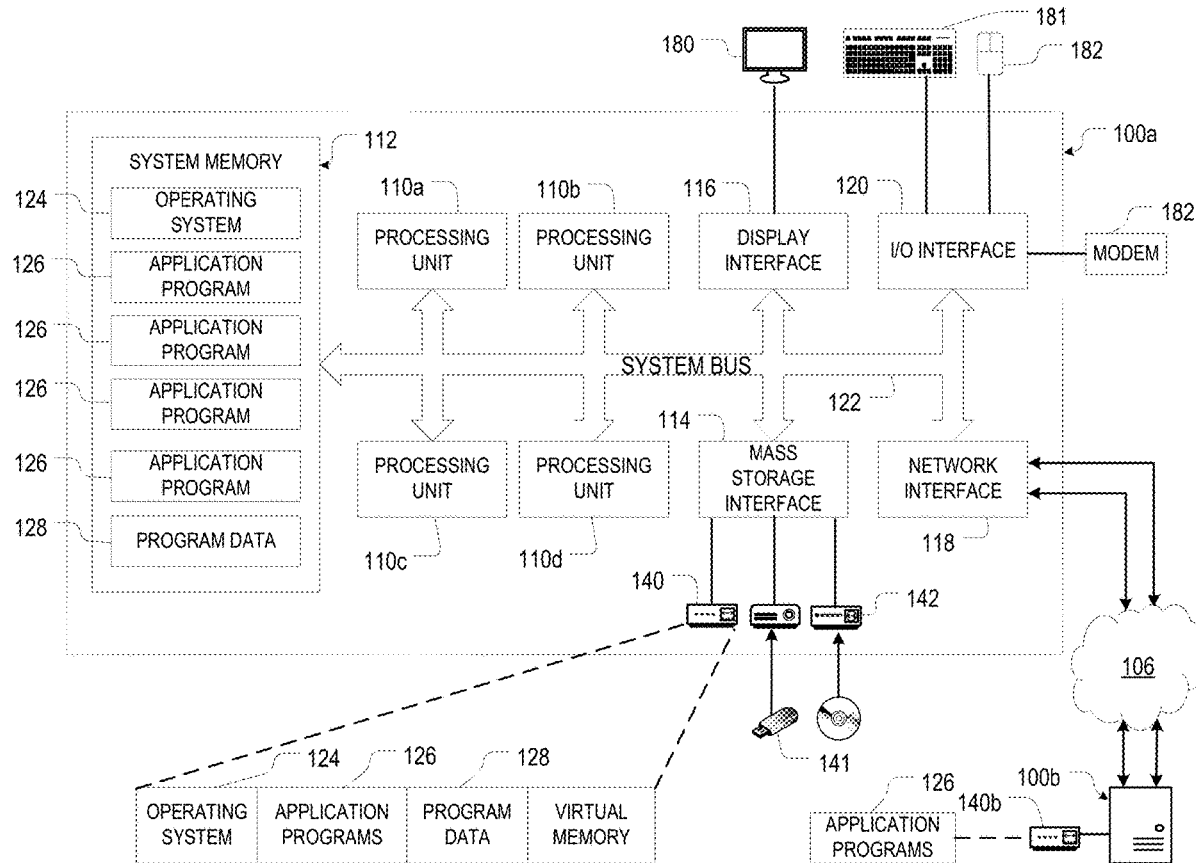 180
181
182
100a
SYSTEM MEMORY
112
124
OPERATING
SYSTEM
126
APPLICATION
PROGRAM
126
APPLICATION
PROGRAM
126
APPLICATION
PROGRAM
126
APPLICATION
PROGRAM
128
PROGRAM DATA
110a
PROCESSING
UNIT
110b
PROCESSING
UNIT
116
DISPLAY
INTERFACE
120
I/O INTERFACE
182
MODEM
SYSTEM BUS
122
PROCESSING
UNIT
110c
PROCESSING
UNIT
110d
114
MASS
STORAGE
INTERFACE
NETWORK
INTERFACE
118
140
142
141
106
124
OPERATING
SYSTEM
126
APPLICATION
PROGRAMS
128
PROGRAM
DATA
VIRTUAL
MEMORY
126
APPLICATION
PROGRAMS
140b
100b